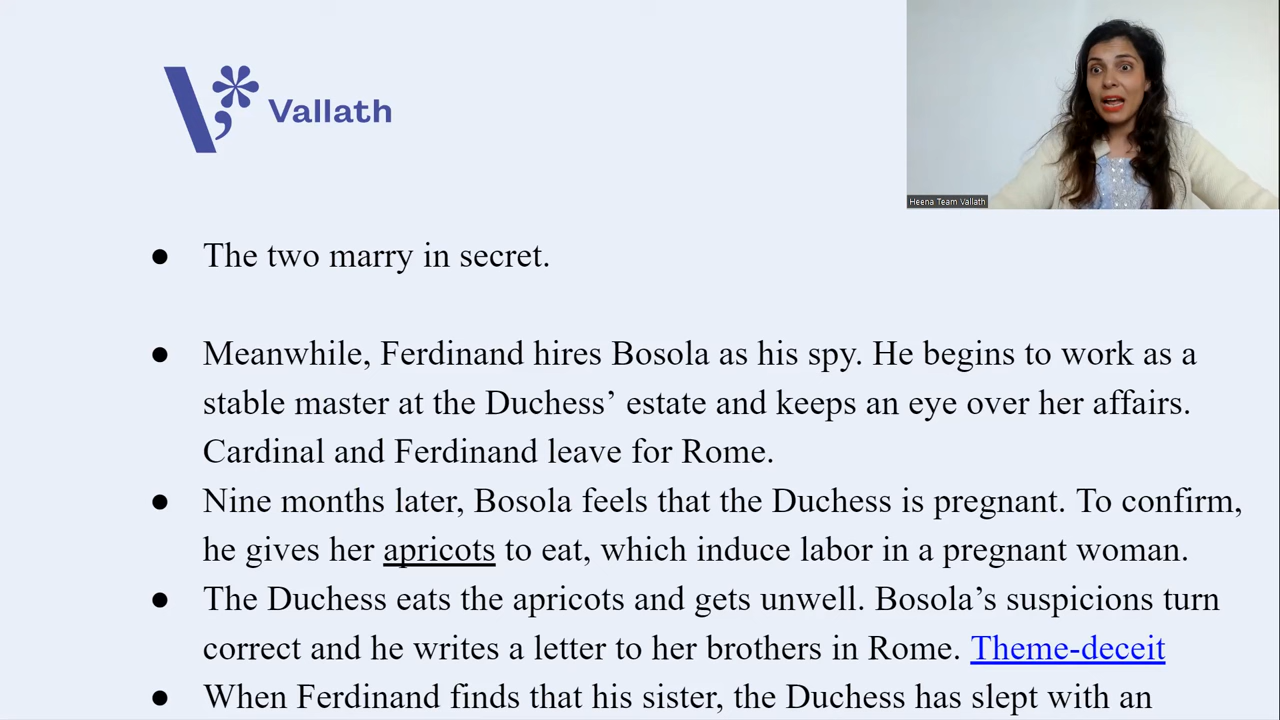 Vallath
Heena Team Vallath
● The two marry in secret.
● Meanwhile, Ferdinand hires Bosola as his spy. He begins to work as a
stable master at the Duchess’ estate and keeps an eye over her affairs.
Cardinal and Ferdinand leave for Rome.
● Nine months later, Bosola feels that the Duchess is pregnant. To confirm,
he gives her apricots to eat, which induce labor in a pregnant woman.
● The Duchess eats the apricots and gets unwell. Bosola’s suspicions turn
correct and he writes a letter to her brothers in Rome. Theme-deceit
● When Ferdinand finds that his sister, the Duchess has slept with an